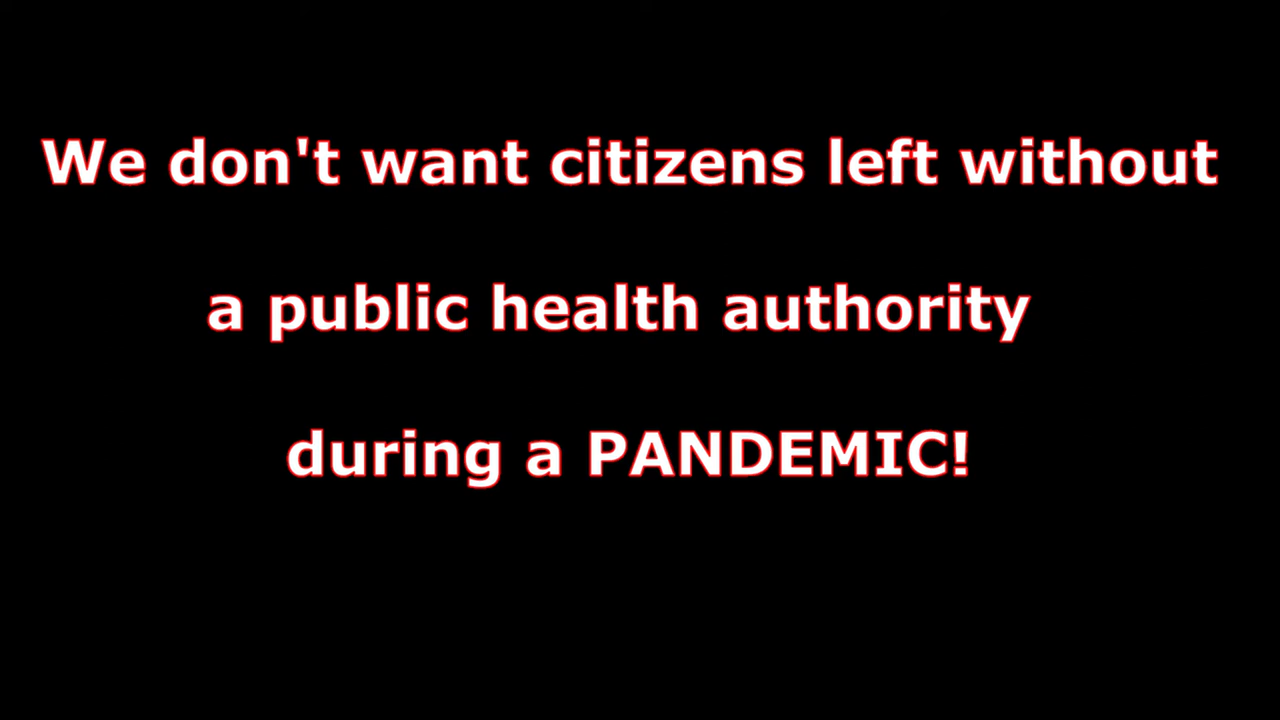 We don't want citizens left without
a public health authority
during a PANDEMIC!